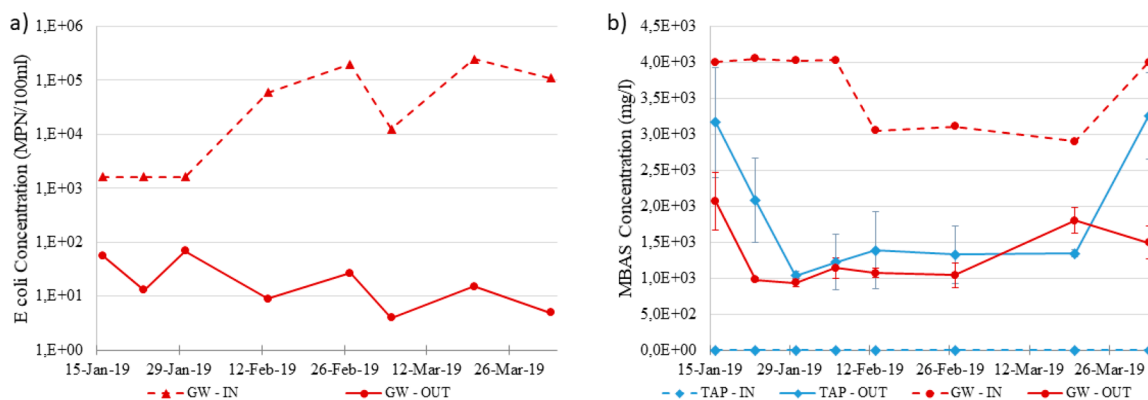 a)
E coli Concentration (MPN/100ml)
1,E+06
1,E+05
1,E+04
1,E+03
1,E+02
1,E+01
1,E+00
15-Jan-19 29-Jan-19 12-Feb-19 26-Feb-19 12-Mar-19 26-Mar-19
GW - IN GW - OUT
b)
MBAS Concentration (mg/l)
4,5E+03
4,0E+03
3,5E+03
3,0E+03
2,5E+03
2,0E+03
1,5E+03
1,0E+03
5,0E+02
0,0E+00
15-Jan-19 29-Jan-19 12-Feb-19 26-Feb-19 12-Mar-19 26-Mar-19
TAP - IN TAP - OUT GW - IN GW - OUT